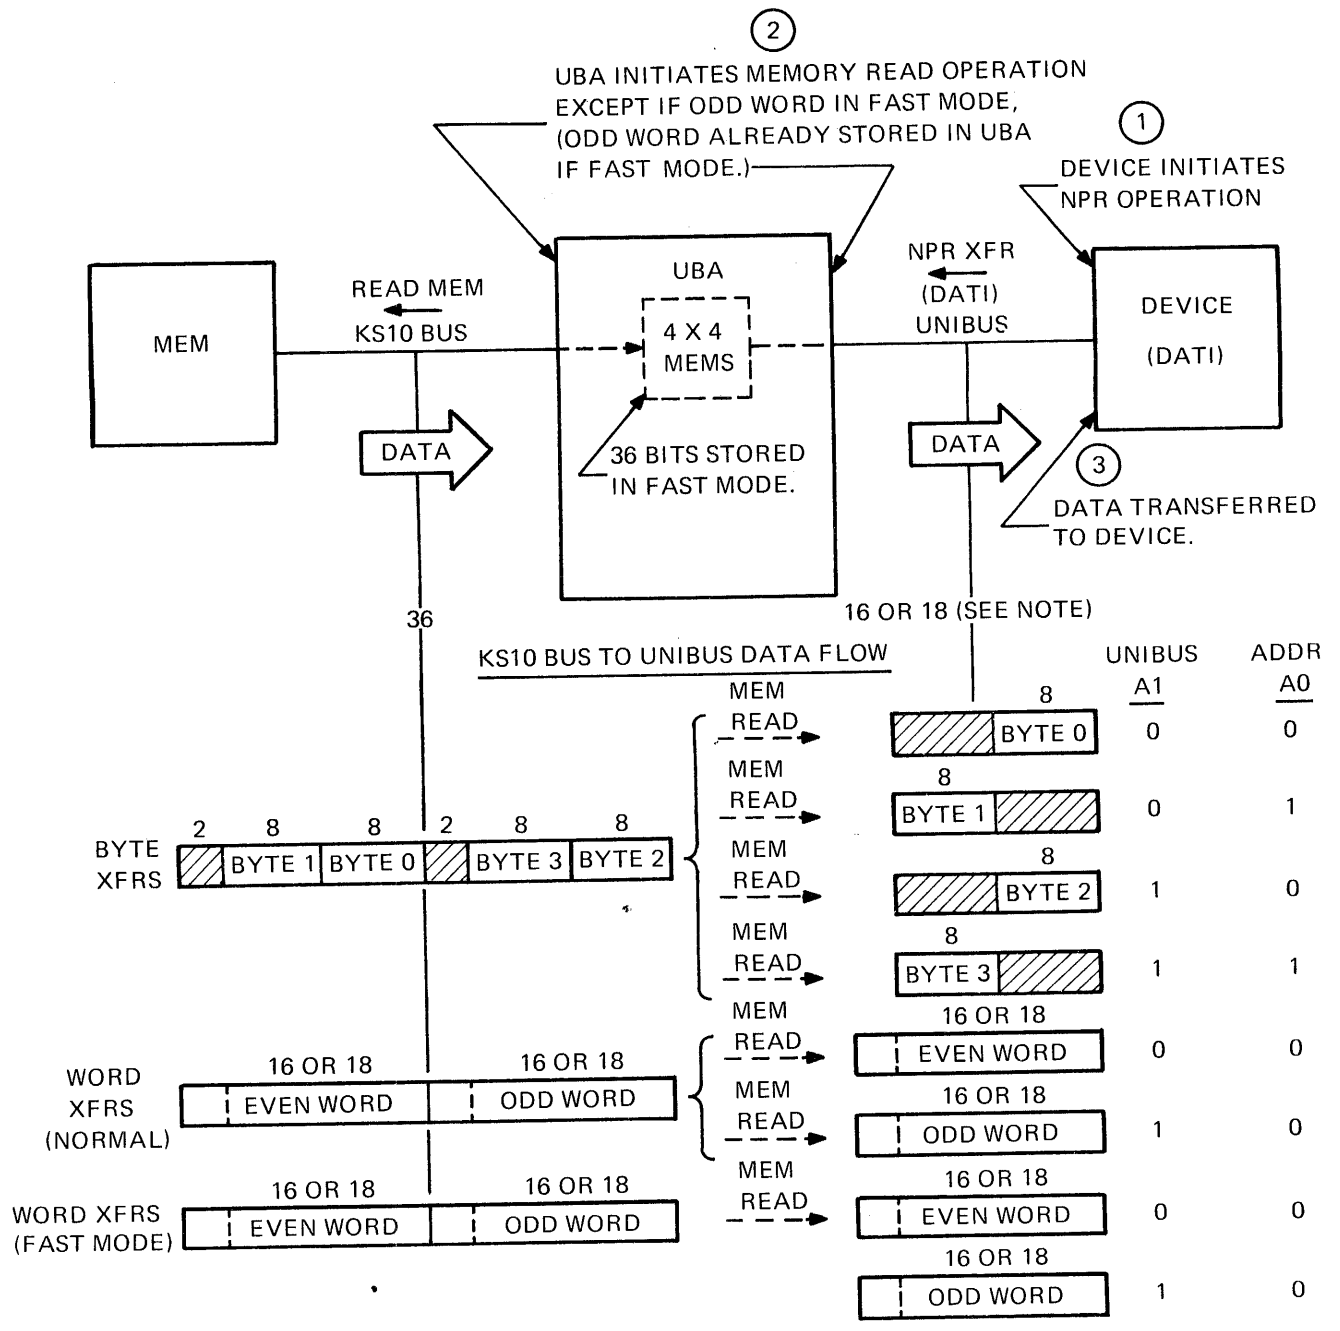 2
UBA INITIATES MEMORY READ OPERATION
EXCEPT IF ODD WORD IN FAST MODE,
(ODD WORD ALREADY STORED IN UBA
IF FAST MODE.)
1
DEVICE INITIATES
NPR OPERATION
MEM
READ MEM
KS10 BUS
UBA
4 X 4
MEMS
NPR XFR
(DATI)
UNIBUS
DEVICE
(DATI)
DATA
36 BITS STORED
IN FAST MODE.
DATA
3
DATA TRANSFERRED
TO DEVICE.
36
16 OR 18 (SEE NOTE)
KS10 BUS TO UNIBUS DATA FLOW
UNIBUS ADDR
A1 A0
MEM
READ
8
BYTE 0
0 0
MEM
READ
8
BYTE 1
0 1
BYTE
XFRS
2 8 8 2 8 8
BYTE 1 BYTE 0 BYTE 3 BYTE 2
MEM
READ
8
BYTE 2
1 0
MEM
READ
8
BYTE 3
1 1
WORD
XFRS
(NORMAL)
16 OR 18 16 OR 18
EVEN WORD ODD WORD
MEM
READ
16 OR 18
EVEN WORD
0 0
MEM
READ
16 OR 18
ODD WORD
1 0
WORD XFRS
(FAST MODE)
16 OR 18 16 OR 18
EVEN WORD ODD WORD
MEM
READ
16 OR 18
EVEN WORD
0 0
16 OR 18
ODD WORD
1 0